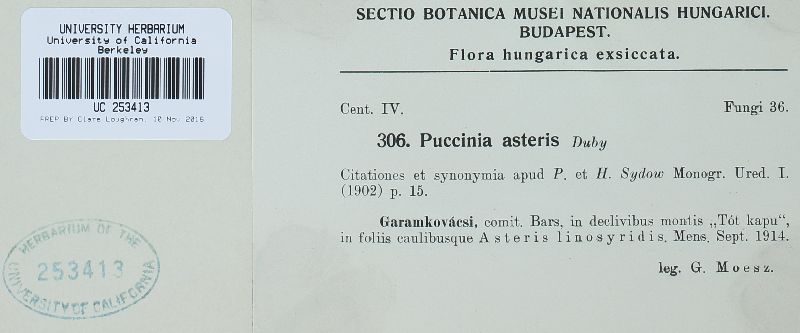 UNIVERSITY HERBARIUM
University of California
Berkeley
UC 253413
PREP By Clare Loughran, 10 Nov 2016
HERBARIUM OF THE
253413
UNIVERSITY OF CALIFORNIA
SECTIO BOTANICA MUSEI NATIONALIS HUNGARICI.
BUDAPEST.
Flora hungarica exsiccata.
Cent. IV. Fungi 36.
306. Puccinia asteris Duby
Citationes et synonymia apud P. et H. Sydow Monogr. Ured. I.
(1902) p. 15.
Garamkovácsi, comit. Bars, in declivibus montis „Tót kapu“,
in foliis caulibusque Asteris linosyridis. Mens. Sept. 1914.
leg. G. Moesz.